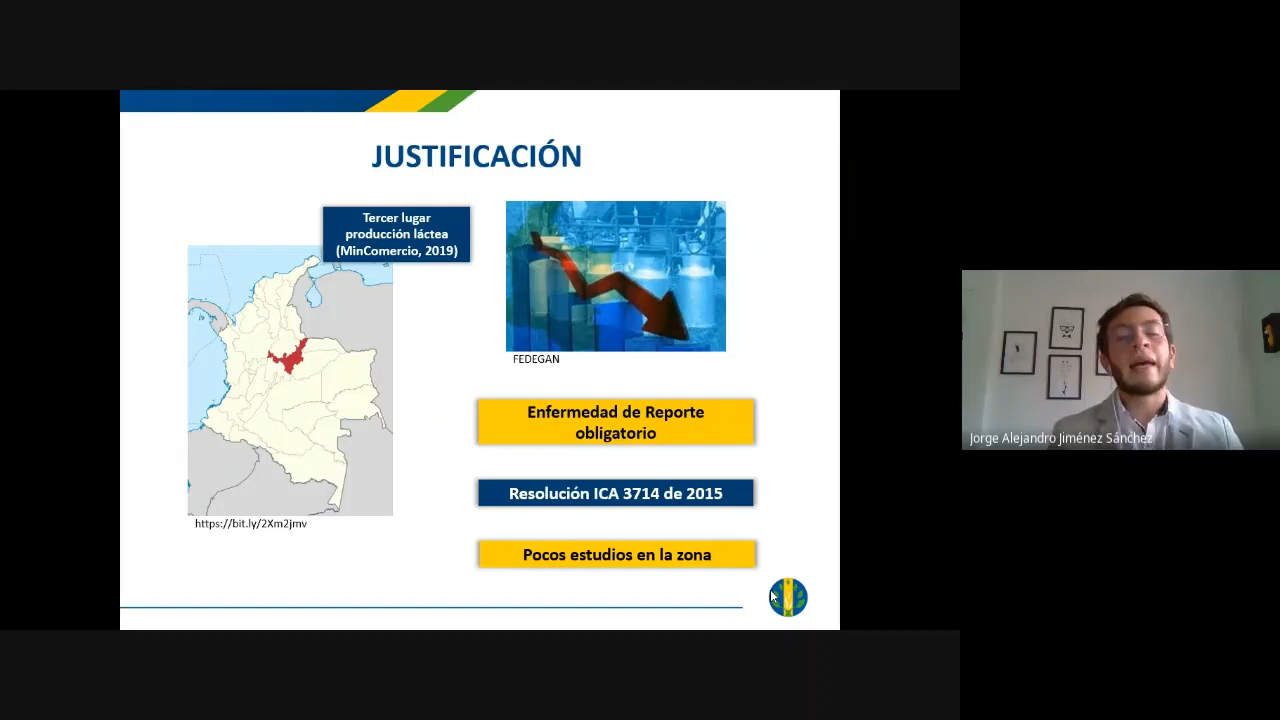 JUSTIFICACIÓN
Tercer lugar
producción láctea
(MinComercio, 2019)
FEDEGAN
Enfermedad de Reporte
obligatorio
Resolución ICA 3714 de 2015
Pocos estudios en la zona
https://bit.ly/2Xm2jmv
Jorge Alejandro Jiménez Sánchez